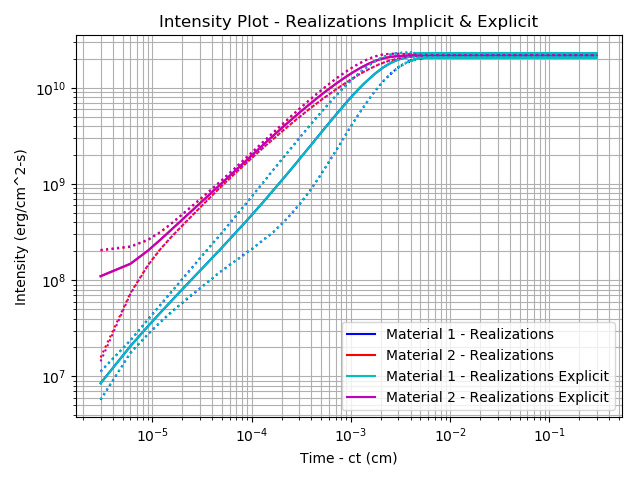 Intensity Plot - Realizations Implicit & Explicit
Intensity (erg/cm^2-s)
10^10
10^9
10^8
10^7
Material 1 - Realizations
Material 2 - Realizations
Material 1 - Realizations Explicit
Material 2 - Realizations Explicit
10^-5 10^-4 10^-3 10^-2 10^-1
Time - ct (cm)